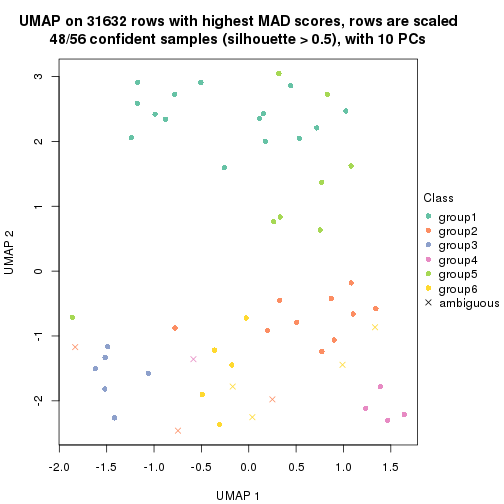 UMAP on 31632 rows with highest MAD scores, rows are scaled
48/56 confident samples (silhouette > 0.5), with 10 PCs
3
2
1
0
-1
-2
UMAP 2
-2.0 -1.5 -1.0 -0.5 0.0 0.5 1.0 1.5
UMAP 1
Class
group1
group2
group3
group4
group5
group6
ambiguous